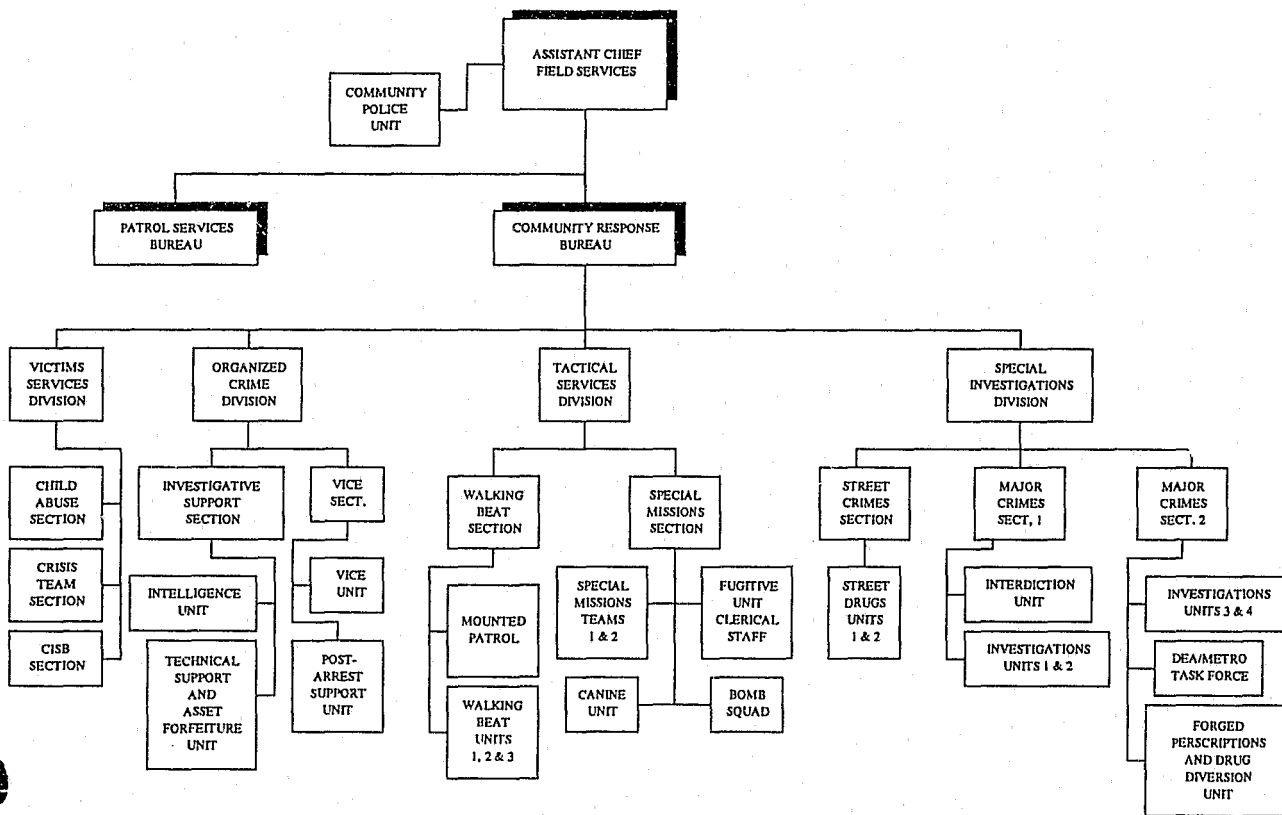 ASSISTANT CHIEF
FIELD SERVICES
COMMUNITY
POLICE
UNIT
PATROL SERVICES
BUREAU
COMMUNITY RESPONSE
BUREAU
VICTIMS
SERVICES
DIVISION
ORGANIZED
CRIME
DIVISION
TACTICAL
SERVICES
DIVISION
SPECIAL
INVESTIGATIONS
DIVISION
CHILD
ABUSE
SECTION
CRISIS
TEAM
SECTION
CISB
SECTION
INVESTIGATIVE
SUPPORT
SECTION
INTELLIGENCE
UNIT
TECHNICAL
SUPPORT
AND
ASSET
FORFEITURE
UNIT
VICE
SECT.
VICE
UNIT
POST-
ARREST
SUPPORT
UNIT
WALKING
BEAT
SECTION
MOUNTED
PATROL
WALKING
BEAT
UNITS
1, 2 & 3
SPECIAL
MISSIONS
SECTION
SPECIAL
MISSIONS
TEAMS
1 & 2
FUGITIVE
UNIT
CLERICAL
STAFF
CANINE
UNIT
BOMB
SQUAD
STREET
CRIMES
SECTION
STREET
DRUGS
UNITS
1 & 2
MAJOR
CRIMES
SECT, 1
INTERDICTION
UNIT
INVESTIGATIONS
UNITS 1 & 2
MAJOR
CRIMES
SECT. 2
INVESTIGATIONS
UNITS 3 & 4
DEA/METRO
TASK FORCE
FORGED
PERSCRIPTIONS
AND DRUG
DIVERSION
UNIT